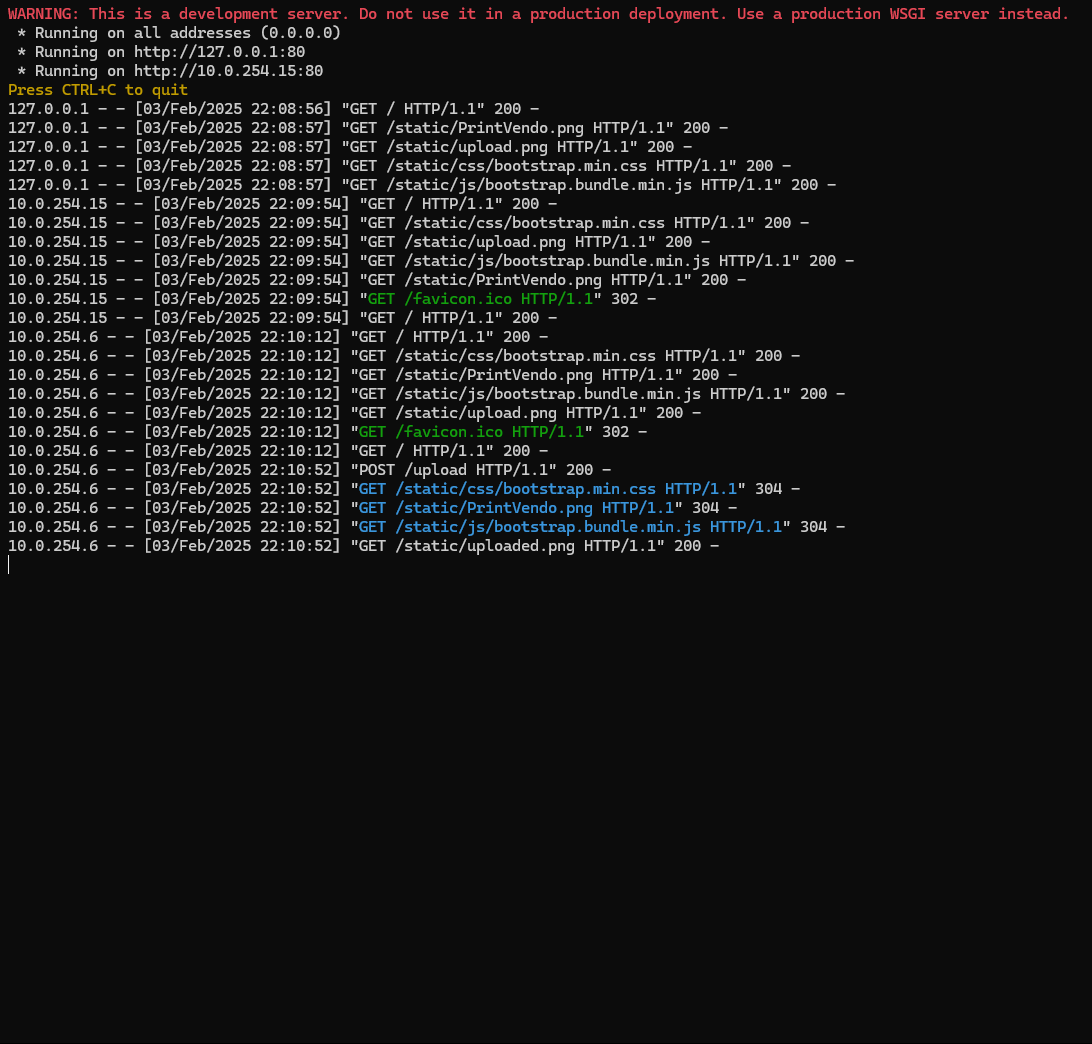 WARNING: This is a development server. Do not use it in a production deployment. Use a production WSGI server instead.
 * Running on all addresses (0.0.0.0)
 * Running on http://127.0.0.1:80
 * Running on http://10.0.254.15:80
Press CTRL+C to quit
127.0.0.1 - - [03/Feb/2025 22:08:56] "GET / HTTP/1.1" 200 -
127.0.0.1 - - [03/Feb/2025 22:08:57] "GET /static/PrintVendo.png HTTP/1.1" 200 -
127.0.0.1 - - [03/Feb/2025 22:08:57] "GET /static/upload.png HTTP/1.1" 200 -
127.0.0.1 - - [03/Feb/2025 22:08:57] "GET /static/css/bootstrap.min.css HTTP/1.1" 200 -
127.0.0.1 - - [03/Feb/2025 22:08:57] "GET /static/js/bootstrap.bundle.min.js HTTP/1.1" 200 -
10.0.254.15 - - [03/Feb/2025 22:09:54] "GET / HTTP/1.1" 200 -
10.0.254.15 - - [03/Feb/2025 22:09:54] "GET /static/css/bootstrap.min.css HTTP/1.1" 200 -
10.0.254.15 - - [03/Feb/2025 22:09:54] "GET /static/upload.png HTTP/1.1" 200 -
10.0.254.15 - - [03/Feb/2025 22:09:54] "GET /static/js/bootstrap.bundle.min.js HTTP/1.1" 200 -
10.0.254.15 - - [03/Feb/2025 22:09:54] "GET /static/PrintVendo.png HTTP/1.1" 200 -
10.0.254.15 - - [03/Feb/2025 22:09:54] "GET /favicon.ico HTTP/1.1" 302 -
10.0.254.15 - - [03/Feb/2025 22:09:54] "GET / HTTP/1.1" 200 -
10.0.254.6 - - [03/Feb/2025 22:10:12] "GET / HTTP/1.1" 200 -
10.0.254.6 - - [03/Feb/2025 22:10:12] "GET /static/css/bootstrap.min.css HTTP/1.1" 200 -
10.0.254.6 - - [03/Feb/2025 22:10:12] "GET /static/PrintVendo.png HTTP/1.1" 200 -
10.0.254.6 - - [03/Feb/2025 22:10:12] "GET /static/js/bootstrap.bundle.min.js HTTP/1.1" 200 -
10.0.254.6 - - [03/Feb/2025 22:10:12] "GET /static/upload.png HTTP/1.1" 200 -
10.0.254.6 - - [03/Feb/2025 22:10:12] "GET /favicon.ico HTTP/1.1" 302 -
10.0.254.6 - - [03/Feb/2025 22:10:12] "GET / HTTP/1.1" 200 -
10.0.254.6 - - [03/Feb/2025 22:10:52] "POST /upload HTTP/1.1" 200 -
10.0.254.6 - - [03/Feb/2025 22:10:52] "GET /static/css/bootstrap.min.css HTTP/1.1" 304 -
10.0.254.6 - - [03/Feb/2025 22:10:52] "GET /static/PrintVendo.png HTTP/1.1" 304 -
10.0.254.6 - - [03/Feb/2025 22:10:52] "GET /static/js/bootstrap.bundle.min.js HTTP/1.1" 304 -
10.0.254.6 - - [03/Feb/2025 22:10:52] "GET /static/uploaded.png HTTP/1.1" 200 -